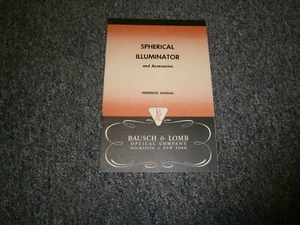 SPHERICAL
ILLUMINATOR
and Accessories
REFERENCE MANUAL
BAUSCH & LOMB
OPTICAL COMPANY
ROCHESTER 2, NEW YORK